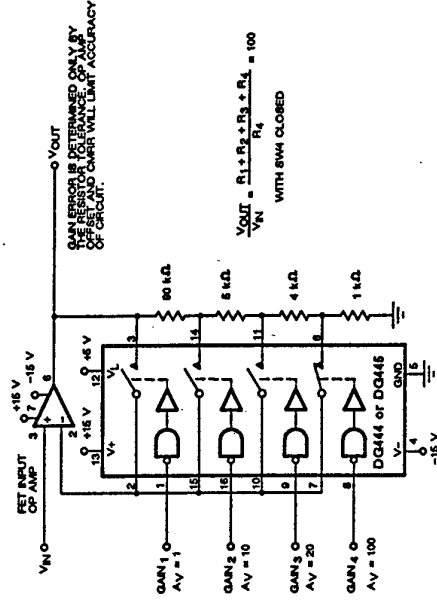 GAIN ERROR IS DETERMINED ONLY BY
THE RESISTOR TOLERANCE. OP AMP
OFFSET AND CMRR WILL LIMIT ACCURACY
OF CIRCUIT.
FET INPUT
OP AMP
+15 V
-15 V
VIN
3
7
+
-
2
6
VOUT
+15 V
+5 V
13
12
V+
VL
GAIN1
AV = 1
1
2
3
90 kΩ
GAIN2
AV = 10
16
15
14
5 kΩ
GAIN3
AV = 20
9
10
11
4 kΩ
GAIN4
AV = 100
8
7
6
1 kΩ
DG444 or DG445
V-
GND
4
5
-15 V
VOUT / VIN = R1 + R2 + R3 + R4 / R4 = 100
WITH SW4 CLOSED